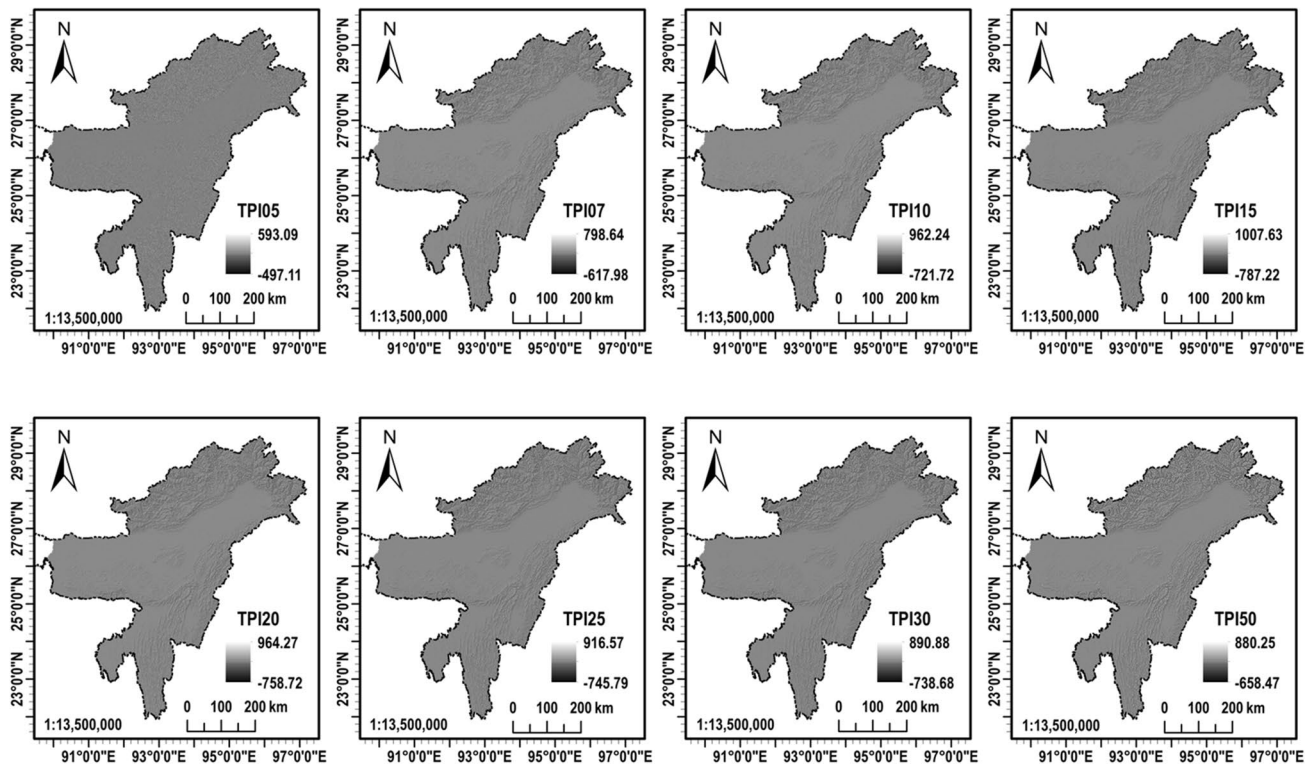 N
TPI05
593.09
-497.11
0 100 200 km
1:13,500,000
29°0'0"N
27°0'0"N
25°0'0"N
23°0'0"N
91°0'0"E 93°0'0"E 95°0'0"E 97°0'0"E
N
TPI07
798.64
-617.98
0 100 200 km
1:13,500,000
29°0'0"N
27°0'0"N
25°0'0"N
23°0'0"N
91°0'0"E 93°0'0"E 95°0'0"E 97°0'0"E
N
TPI10
962.24
-721.72
0 100 200 km
1:13,500,000
29°0'0"N
27°0'0"N
25°0'0"N
23°0'0"N
91°0'0"E 93°0'0"E 95°0'0"E 97°0'0"E
N
TPI15
1007.63
-787.22
0 100 200 km
1:13,500,000
29°0'0"N
27°0'0"N
25°0'0"N
23°0'0"N
91°0'0"E 93°0'0"E 95°0'0"E 97°0'0"E
N
TPI20
964.27
-758.72
0 100 200 km
1:13,500,000
29°0'0"N
27°0'0"N
25°0'0"N
23°0'0"N
91°0'0"E 93°0'0"E 95°0'0"E 97°0'0"E
N
TPI25
916.57
-745.79
0 100 200 km
1:13,500,000
29°0'0"N
27°0'0"N
25°0'0"N
23°0'0"N
91°0'0"E 93°0'0"E 95°0'0"E 97°0'0"E
N
TPI30
890.88
-738.68
0 100 200 km
1:13,500,000
29°0'0"N
27°0'0"N
25°0'0"N
23°0'0"N
91°0'0"E 93°0'0"E 95°0'0"E 97°0'0"E
N
TPI50
880.25
-658.47
0 100 200 km
1:13,500,000
29°0'0"N
27°0'0"N
25°0'0"N
23°0'0"N
91°0'0"E 93°0'0"E 95°0'0"E 97°0'0"E